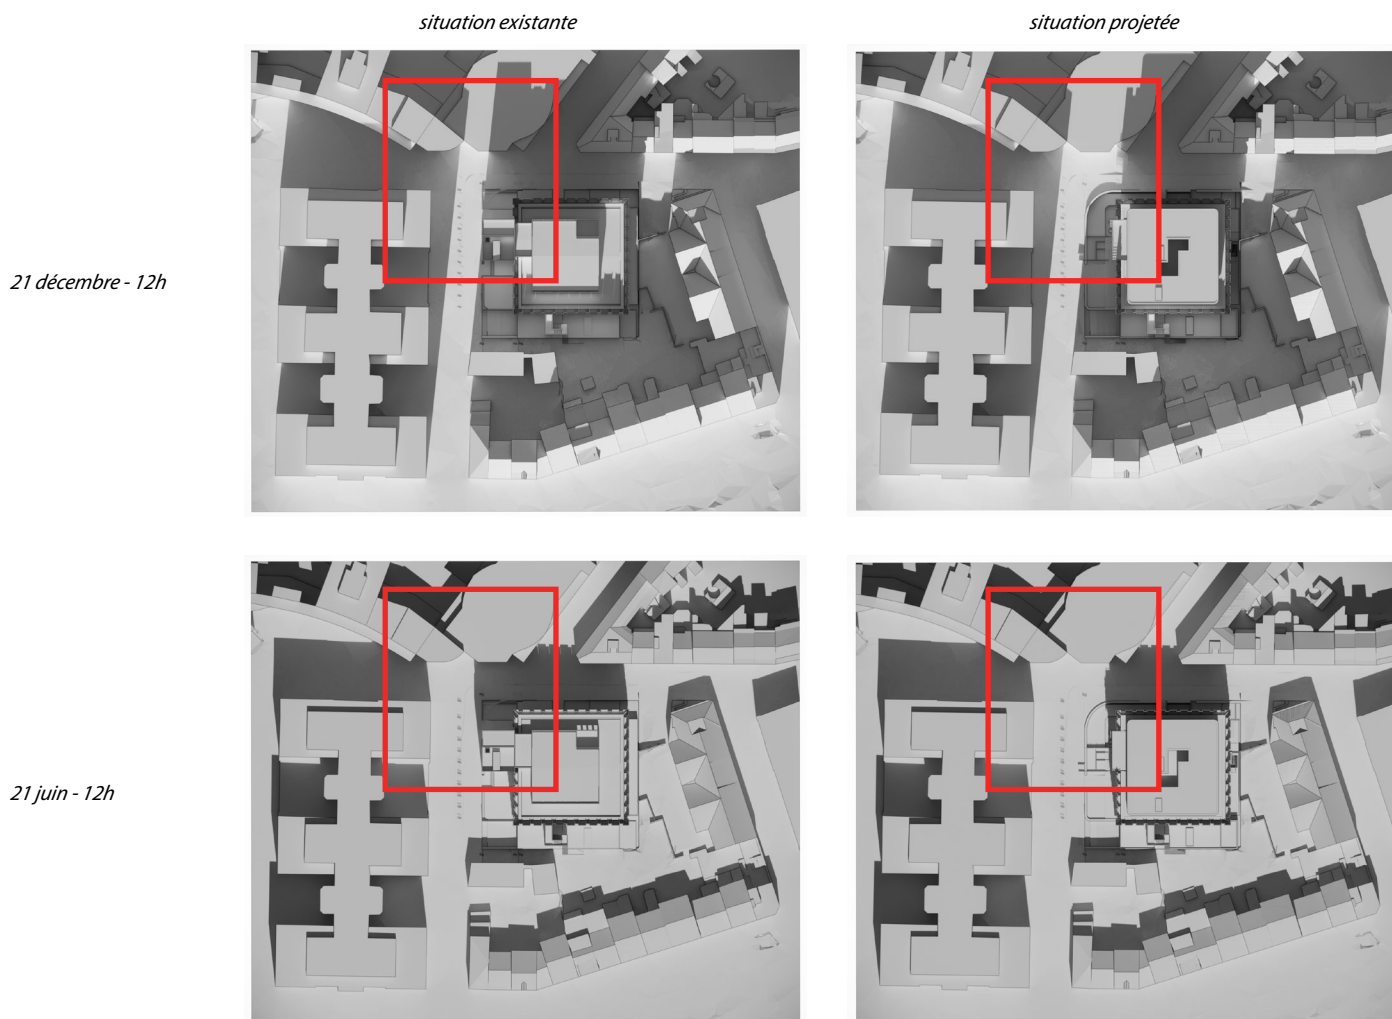 situation existante
situation projetée
21 décembre - 12h
21 juin - 12h